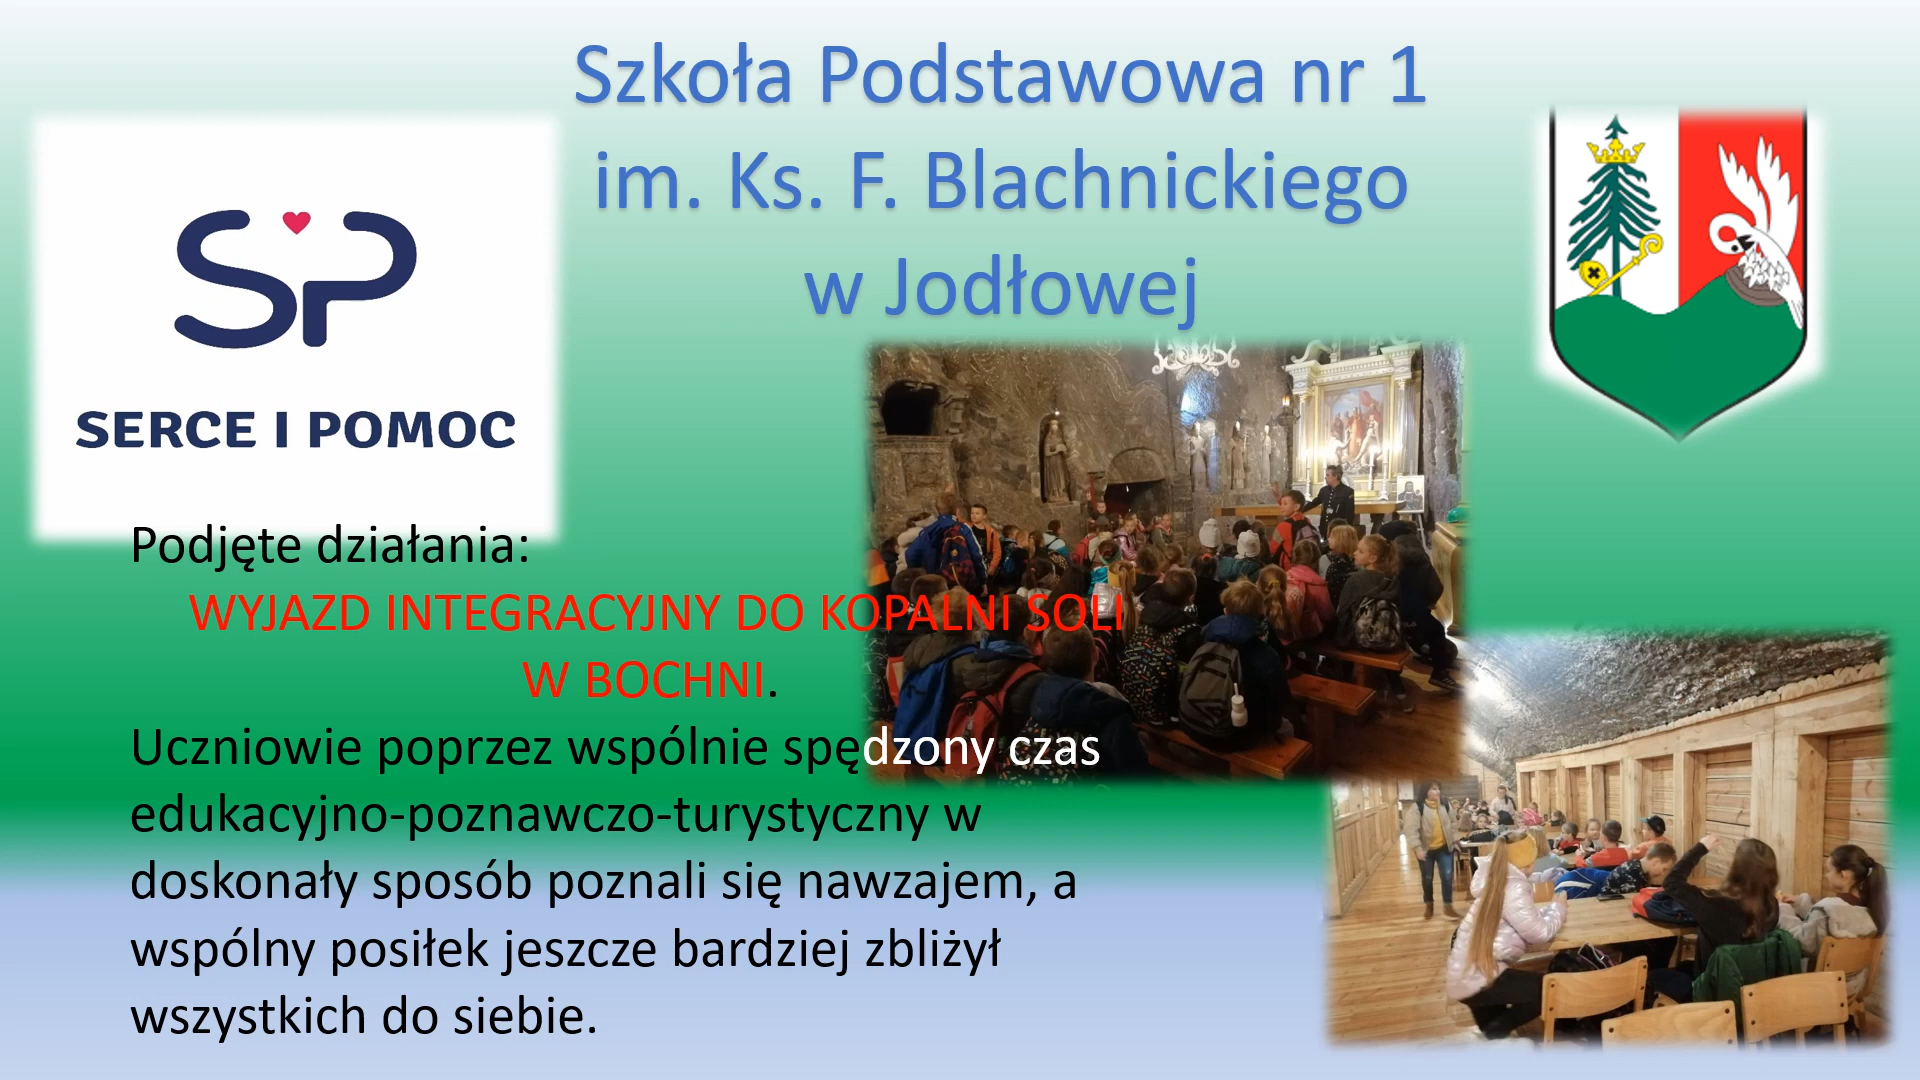 Szkoła Podstawowa nr 1
im. Ks. F. Blachnickiego
w Jodłowej
SP
SERCE I POMOC
Podjęte działania:
WYJAZD INTEGRACYJNY DO KOPALNI SOLI
W BOCHNI.
Uczniowie poprzez wspólnie spędzony czas
edukacyjno-poznawczo-turystyczny w
doskonały sposób poznali się nawzajem, a
wspólny posiłek jeszcze bardziej zbliżył
wszystkich do siebie.